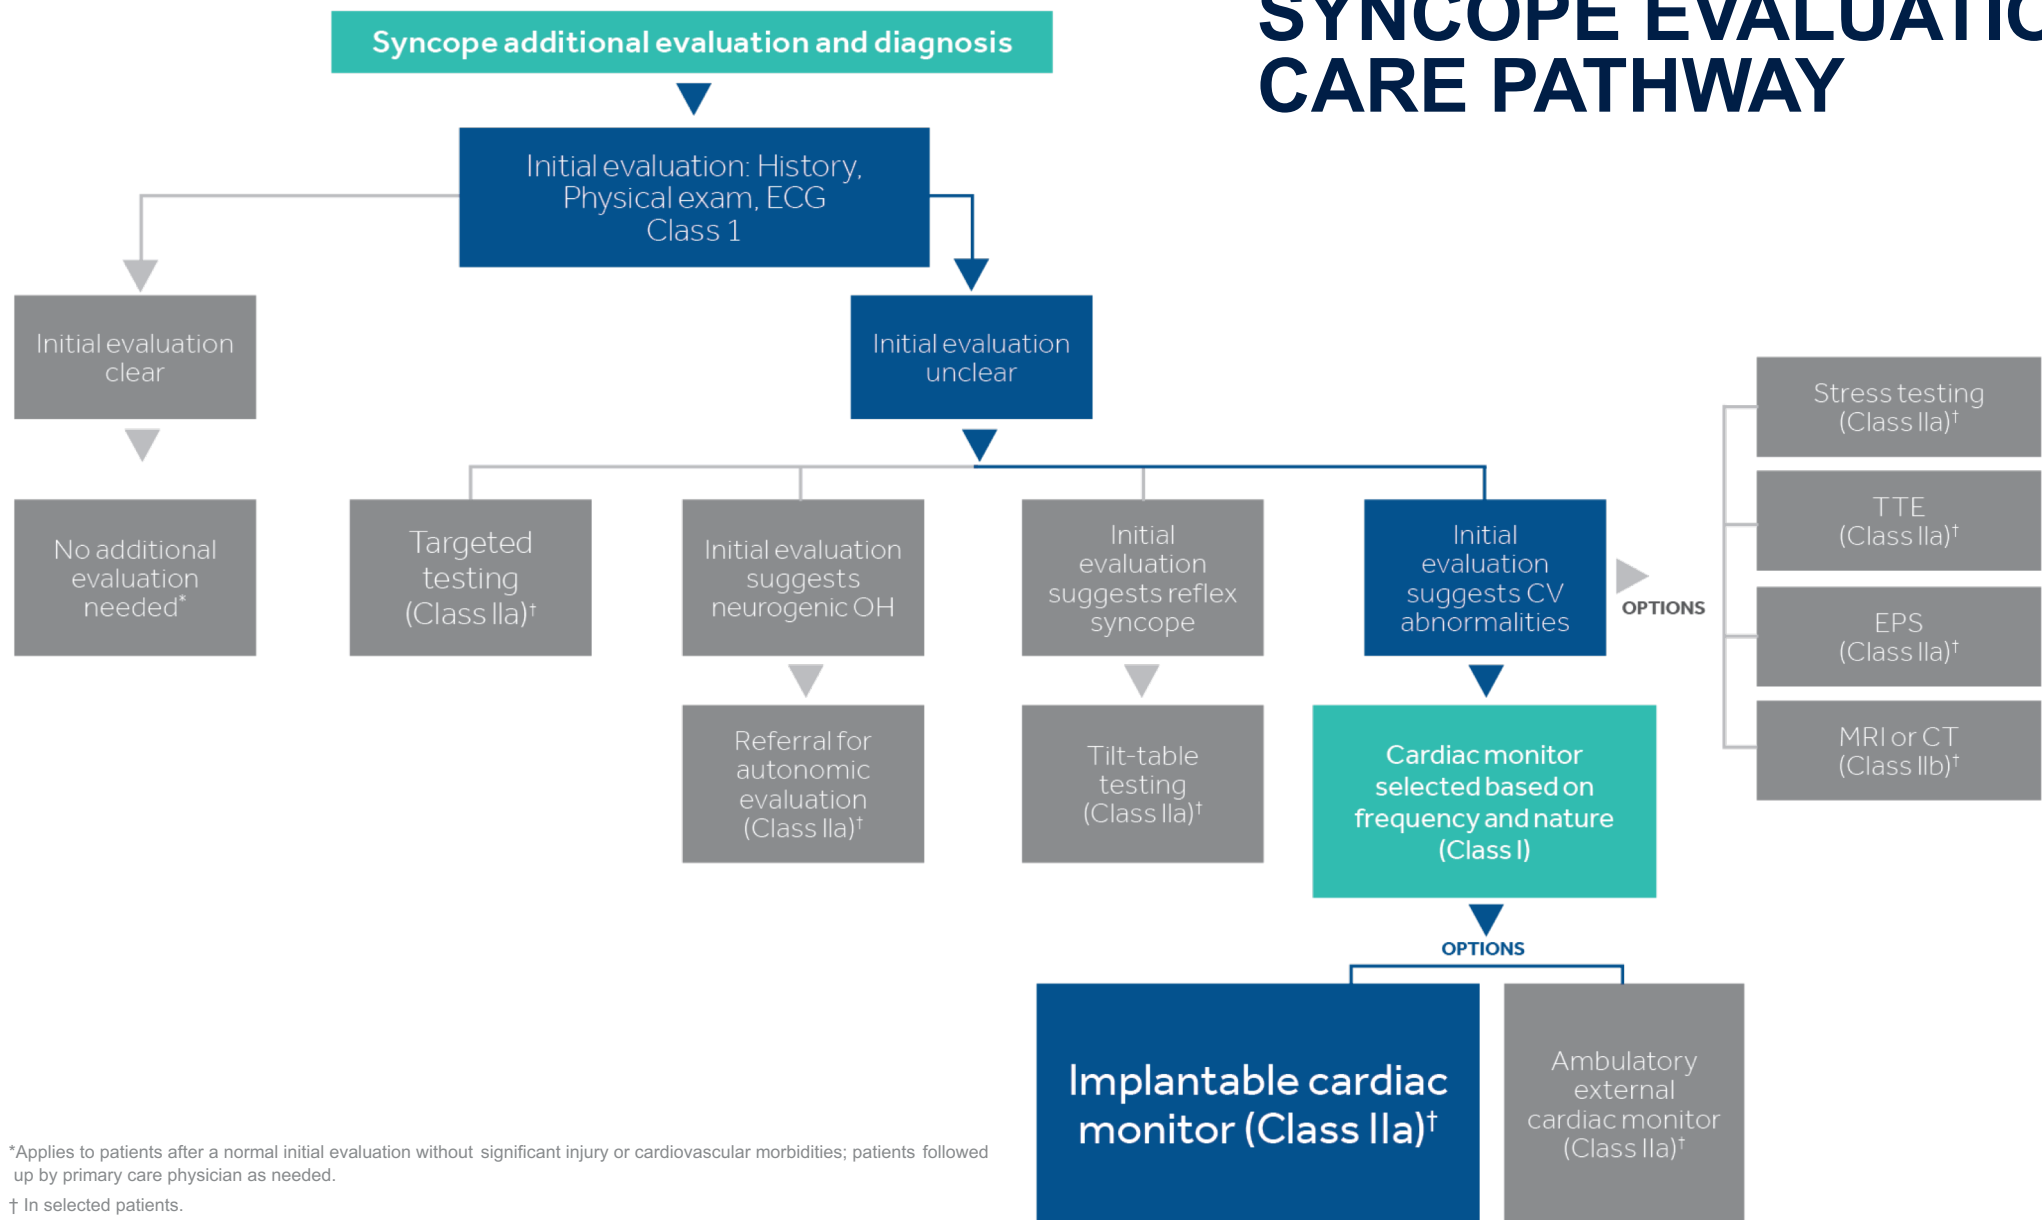 SYNCOPE EVALUATIO
CARE PATHWAY
Syncope additional evaluation and diagnosis
Initial evaluation: History,
Physical exam, ECG
Class 1
Initial evaluation
clear
Initial evaluation
unclear
No additional
evaluation
needed*
Targeted
testing
(Class IIa)†
Initial evaluation
suggests
neurogenic OH
Initial
evaluation
suggests reflex
syncope
Initial
evaluation
suggests CV
abnormalities
OPTIONS
Stress testing
(Class IIa)†
TTE
(Class IIa)†
EPS
(Class IIa)†
MRI or CT
(Class IIb)†
Referral for
autonomic
evaluation
(Class IIa)†
Tilt-table
testing
(Class IIa)†
Cardiac monitor
selected based on
frequency and nature
(Class I)
OPTIONS
Implantable cardiac
monitor (Class IIa)†
Ambulatory
external
cardiac monitor
(Class IIa)†
*Applies to patients after a normal initial evaluation without significant injury or cardiovascular morbidities; patients followed
up by primary care physician as needed.
† In selected patients.